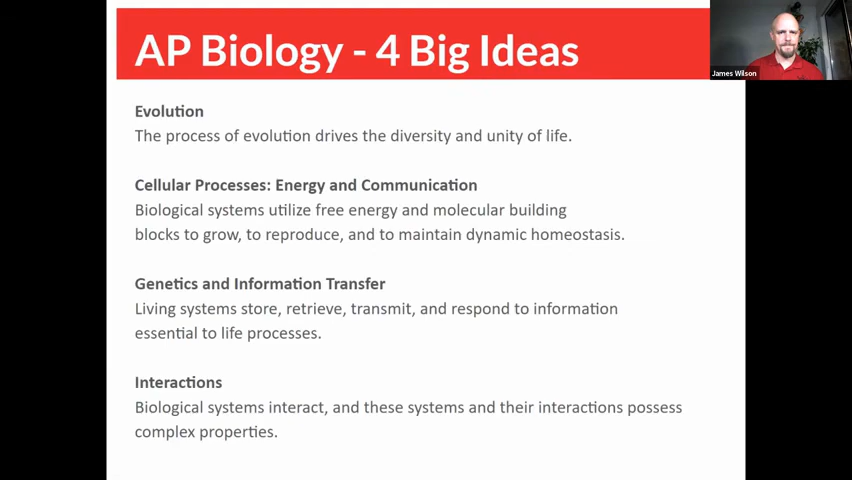 AP Biology - 4 Big Ideas
James Wilson
Evolution
The process of evolution drives the diversity and unity of life.
Cellular Processes: Energy and Communication
Biological systems utilize free energy and molecular building
blocks to grow, to reproduce, and to maintain dynamic homeostasis.
Genetics and Information Transfer
Living systems store, retrieve, transmit, and respond to information
essential to life processes.
Interactions
Biological systems interact, and these systems and their interactions possess
complex properties.